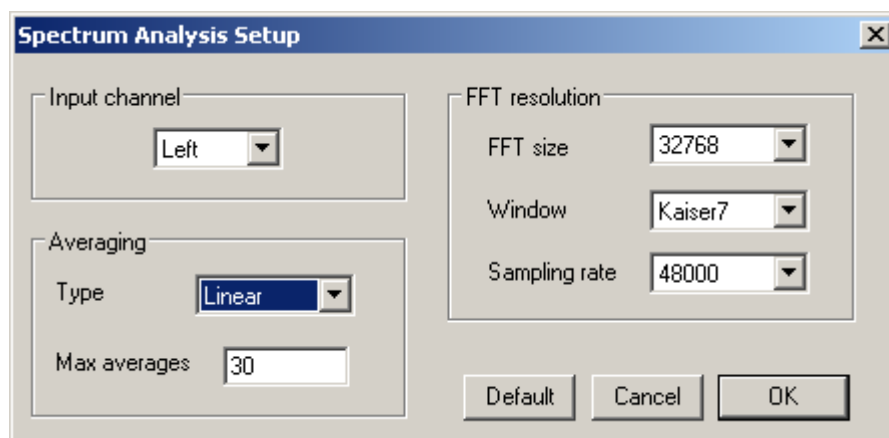 Spectrum Analysis Setup
Input channel
Left
Averaging
Type Linear
Max averages 30
FFT resolution
FFT size 32768
Window Kaiser7
Sampling rate 48000
Default Cancel OK